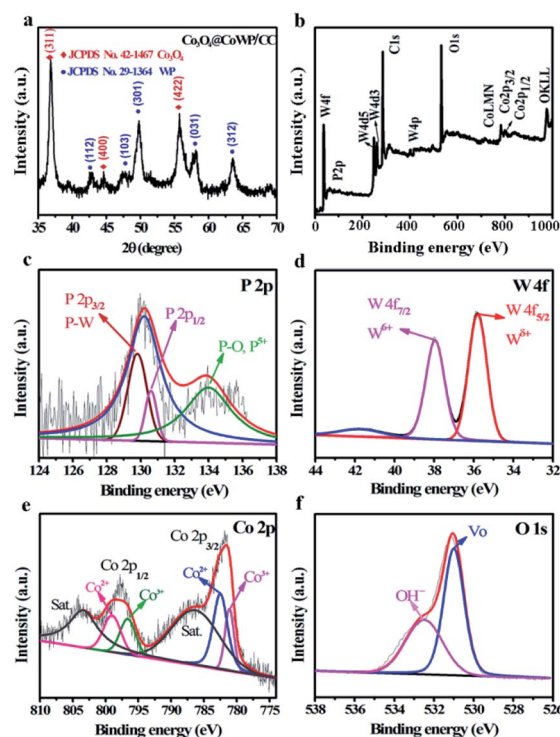 a
Co₃O₄@CoWP/CC
(311)
JCPDS No. 42-1467 Co₃O₄
JCPDS No. 29-1364 WP
(112)
(400)
(103)
(301)
(422)
(031)
(312)
Intensity (a.u.)
35 40 45 50 55 60 65 70
2θ (degree)
b
W4f
P2p
W4d5
W4d3
C1s
W4p
O1s
CoLMN
Co2p3/2
Co2p1/2
OKLL
Intensity (a.u.)
0 200 400 600 800 1000
Binding energy (eV)
c
P 2p
P 2p3/2
P-W
P 2p1/2
P-O, P⁵⁺
Intensity (a.u.)
124 126 128 130 132 134 136 138
Binding energy (eV)
d
W4f
W4f7/2
W⁶⁺
W4f5/2
W⁵⁺
Intensity (a.u.)
44 42 40 38 36 34 32
Binding energy (eV)
e
Co 2p
Co 2p3/2
Co 2p1/2
Co²⁺
Co³⁺
Co²⁺
Co³⁺
Sat.
Sat.
Intensity (a.u.)
810 805 800 795 790 785 780 775
Binding energy (eV)
f
O 1s
Vo
OH⁻
Intensity (a.u.)
538 536 534 532 530 528 526
Binding energy (eV)